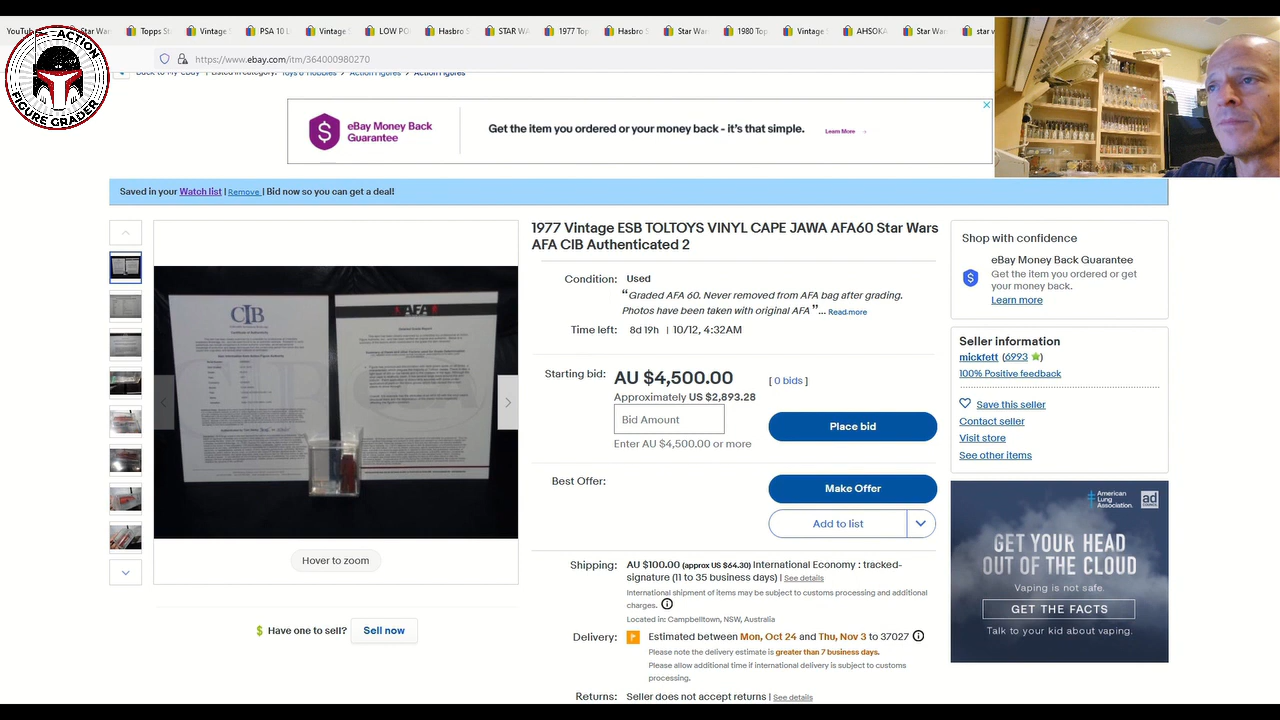 YouTub
Star War
Topps St
Vintage
PSA 10 L
Vintage
LOW PO
Hasbro S
STAR WA
1977 Top
Hasbro S
Star War
1980 Top
Vintage S
AHSOKA
Star War
star w
ACTION
FIGURE GRADER
https://www.ebay.com/itm/364000980270
Back to My eBay | Listed in category: Toys & Hobbies > Action Figures > Action Figures
eBay Money Back
Guarantee
Get the item you ordered or your money back - it's that simple.
Learn More
Saved in your Watch list | Remove | Bid now so you can get a deal!
1977 Vintage ESB TOLTOYS VINYL CAPE JAWA AFA60 Star Wars
AFA CIB Authenticated 2
Condition: Used
“Graded AFA 60. Never removed from AFA bag after grading.
Photos have been taken with original AFA ”... Read more
Time left: 8d 19h | 10/12, 4:32AM
Starting bid: AU $4,500.00 [ 0 bids ]
Approximately US $2,893.28
Bid Amount
Place bid
Enter AU $4,500.00 or more
Best Offer:
Make Offer
Add to list
Shipping: AU $100.00 (approx US $64.30) International Economy : tracked-
signature (11 to 35 business days) | See details
International shipment of items may be subject to customs processing and additional
charges.
Located in: Campbelltown, NSW, Australia
Delivery: Estimated between Mon, Oct 24 and Thu, Nov 3 to 37027
Please note the delivery estimate is greater than 7 business days.
Please allow additional time if international delivery is subject to customs
processing.
Returns: Seller does not accept returns | See details
CIB
AFA
Hover to zoom
Have one to sell? Sell now
Shop with confidence
eBay Money Back Guarantee
Get the item you ordered or your
money back.
Learn more
Seller information
mickfett (6993)
100% Positive feedback
Save this seller
Contact seller
Visit store
See other items
American
Lung
Association.
ad
COUNCIL
GET YOUR HEAD
OUT OF THE CLOUD
Vaping is not safe.
GET THE FACTS
Talk to your kid about vaping.